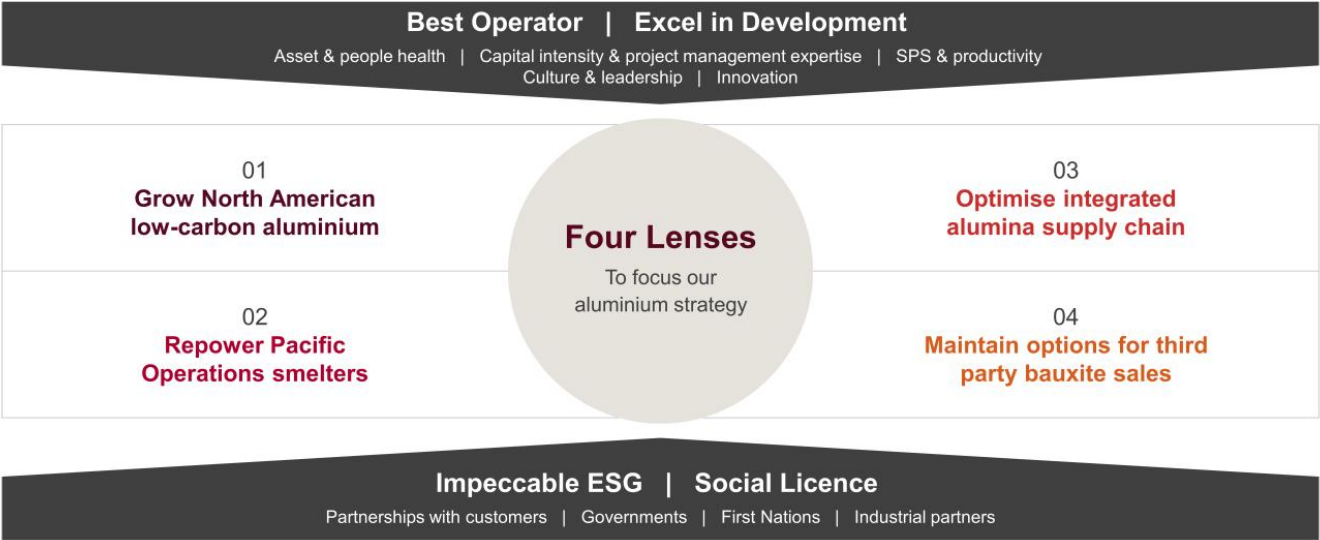 Best Operator | Excel in Development
Asset & people health | Capital intensity & project management expertise | SPS & productivity
Culture & leadership | Innovation
01
Grow North American
low-carbon aluminium
02
Repower Pacific
Operations smelters
Four Lenses
To focus our
aluminium strategy
03
Optimise integrated
alumina supply chain
04
Maintain options for third
party bauxite sales
Impeccable ESG | Social Licence
Partnerships with customers | Governments | First Nations | Industrial partners